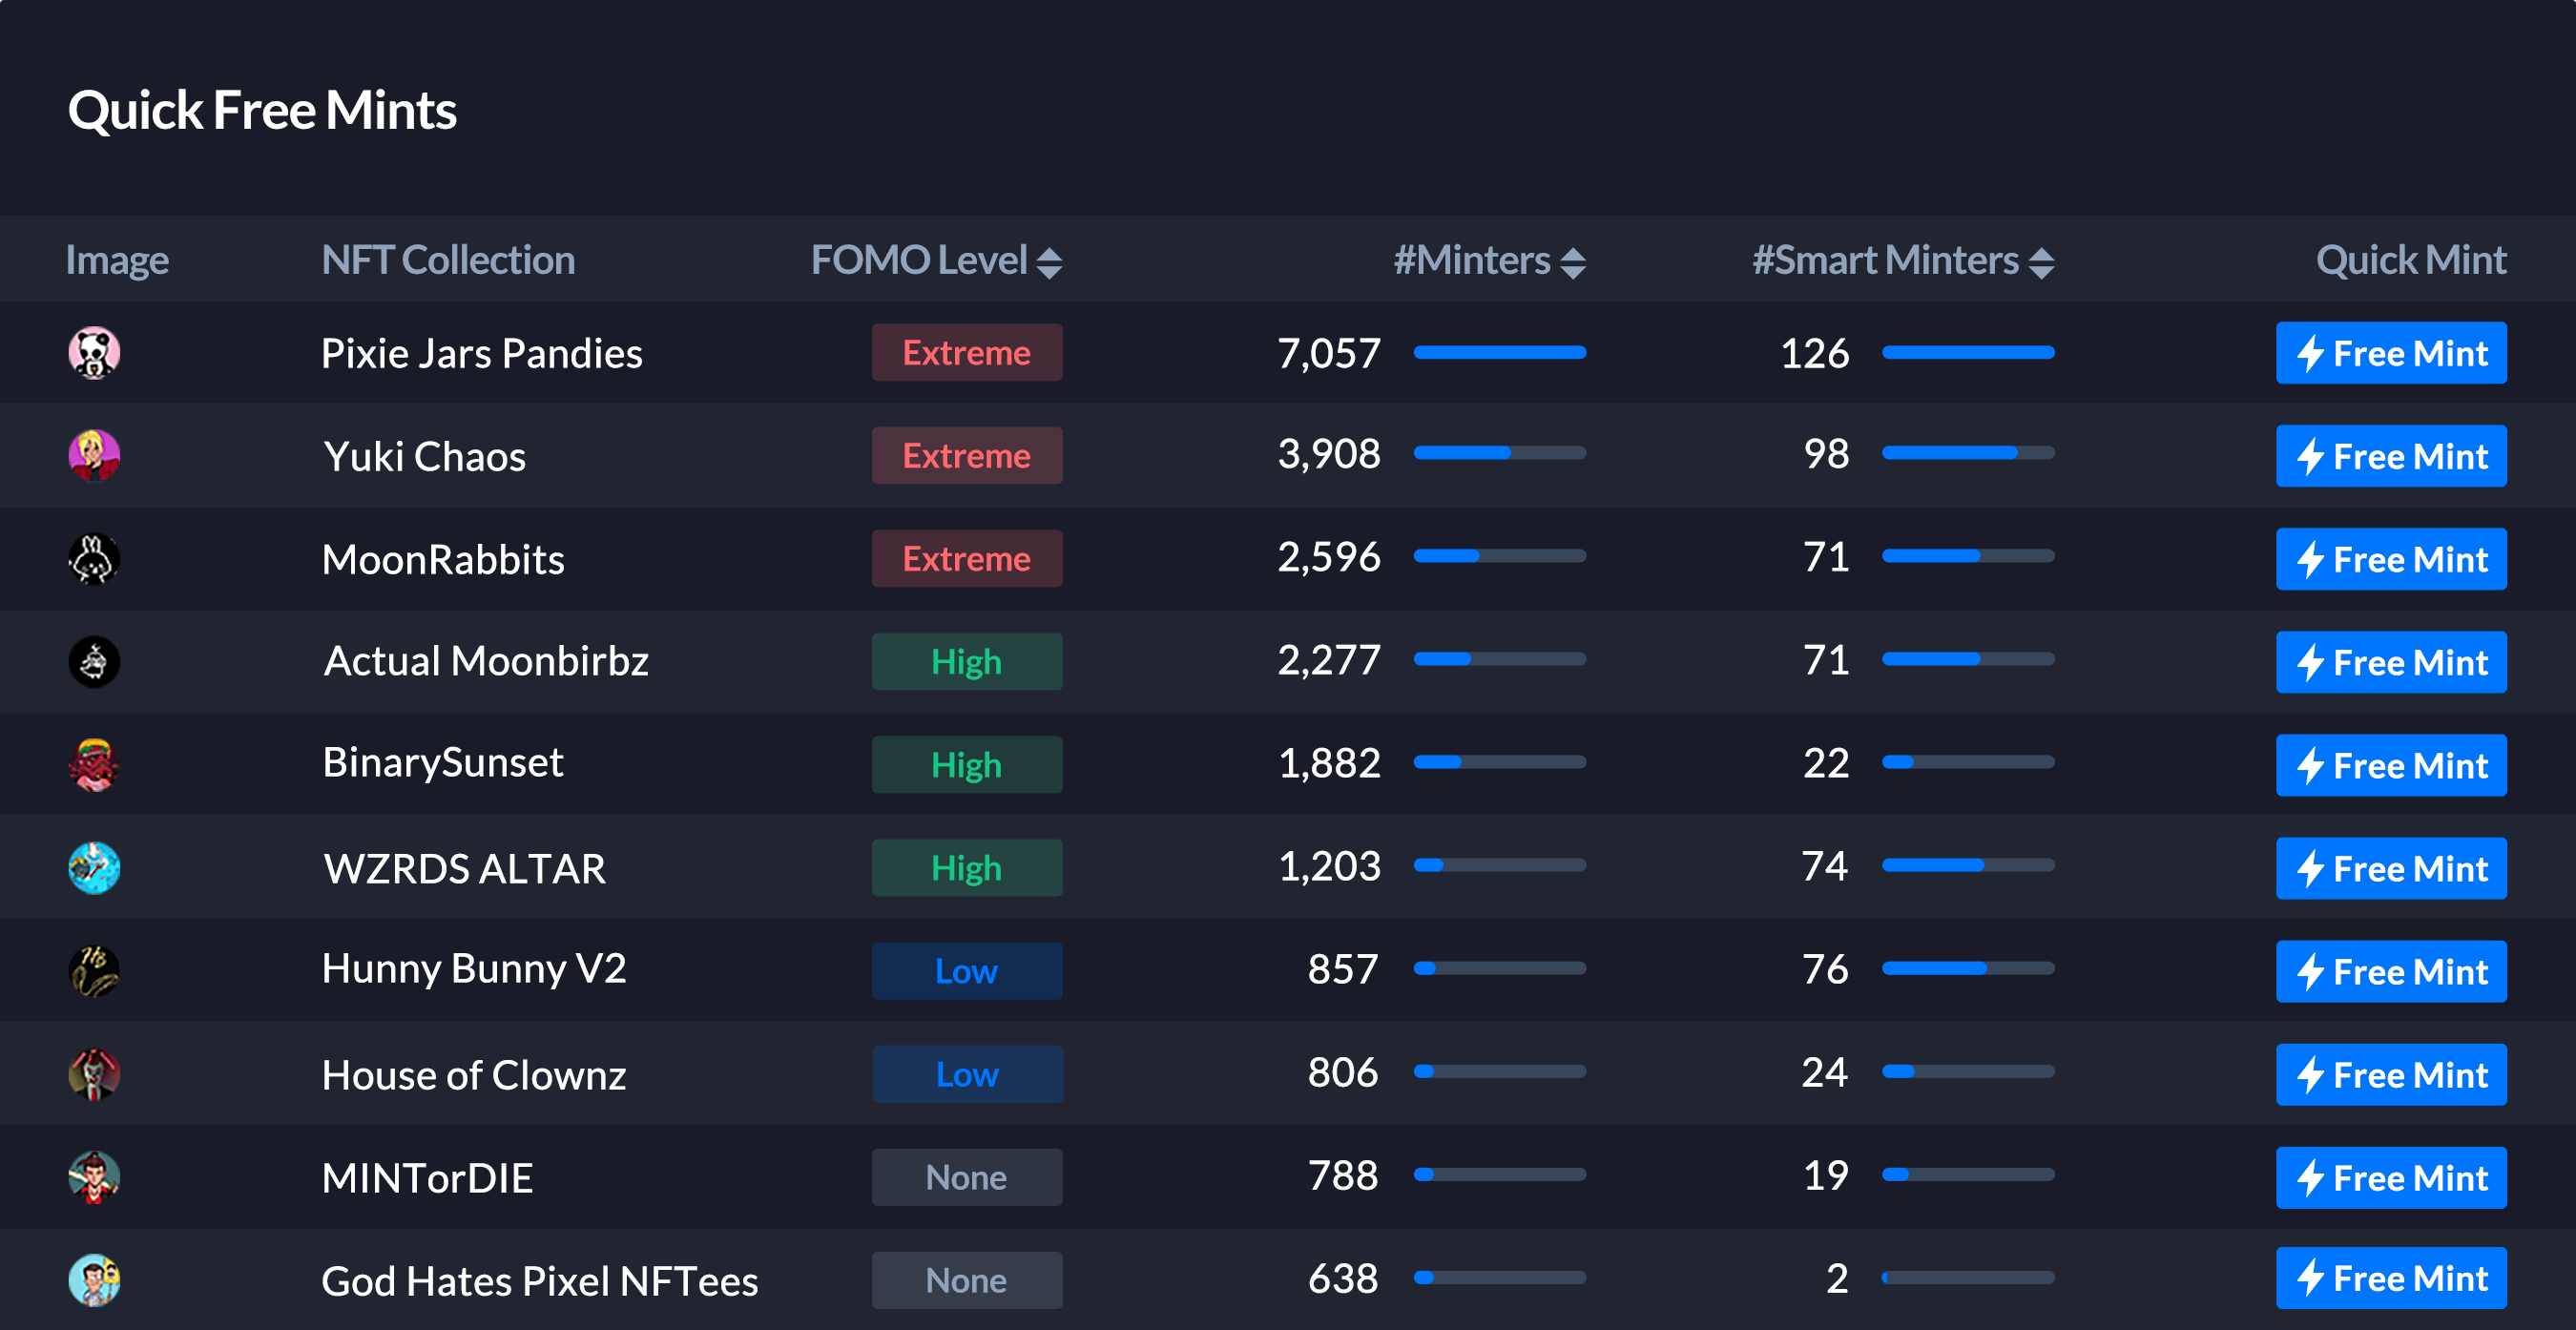 Quick Free Mints
Image NFT Collection FOMO Level #Minters #Smart Minters Quick Mint
Pixie Jars Pandies Extreme 7,057 126 Free Mint
Yuki Chaos Extreme 3,908 98 Free Mint
MoonRabbits Extreme 2,596 71 Free Mint
Actual Moonbirbz High 2,277 71 Free Mint
BinarySunset High 1,882 22 Free Mint
WZRDS ALTAR High 1,203 74 Free Mint
Hunny Bunny V2 Low 857 76 Free Mint
House of Clownz Low 806 24 Free Mint
MINTorDIE None 788 19 Free Mint
God Hates Pixel NFTees None 638 2 Free Mint